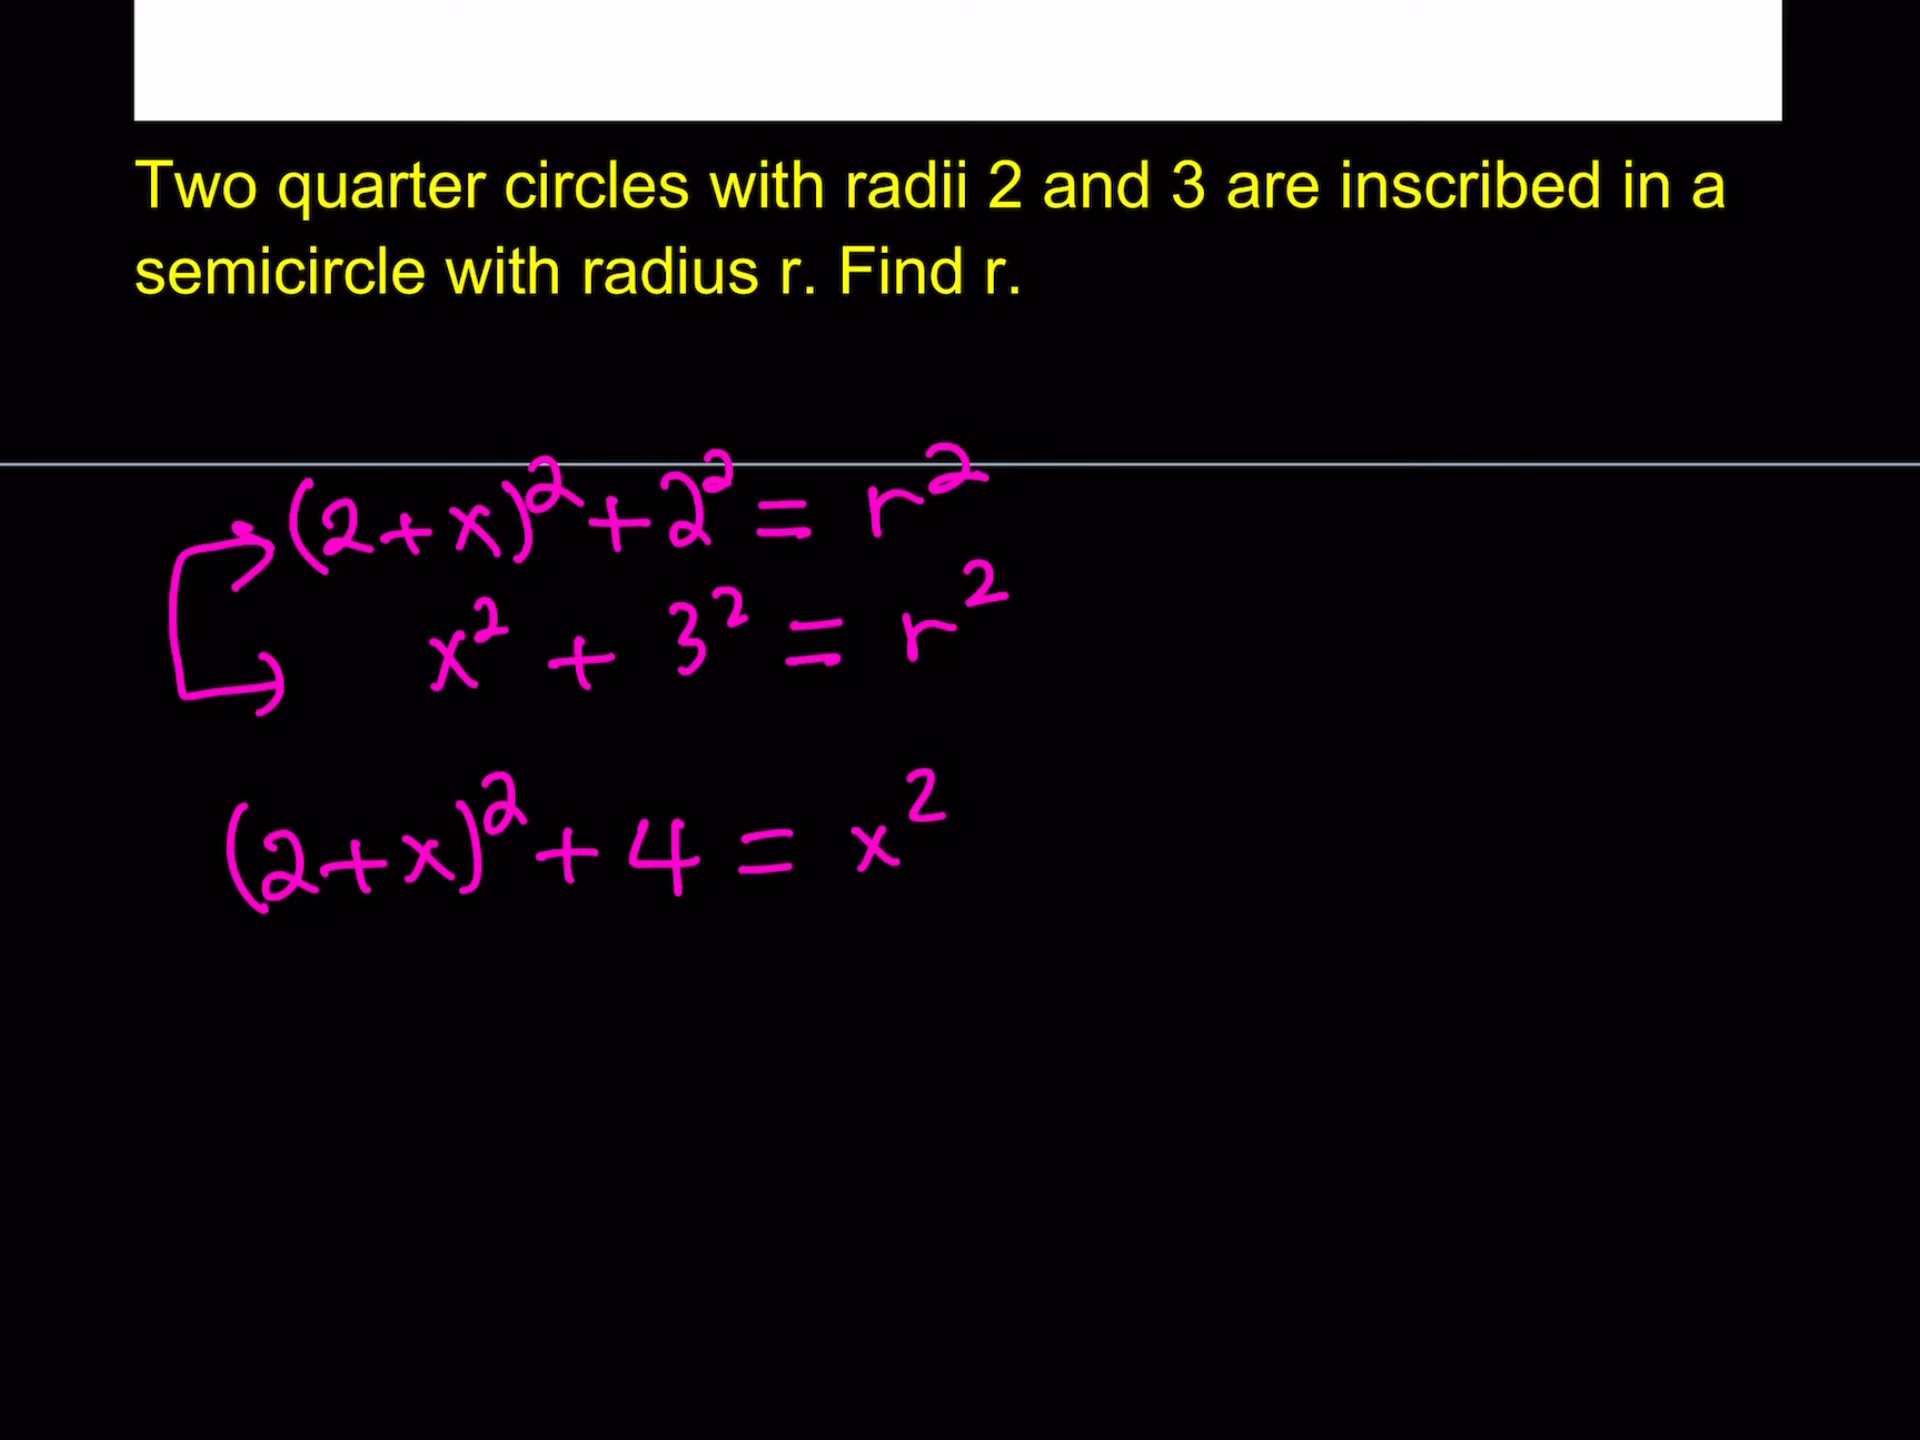 Two quarter circles with radii 2 and 3 are inscribed in a
semicircle with radius r. Find r.
(2+x)²+2² = r²
x² + 3² = r²
(2+x)²+4 = x²